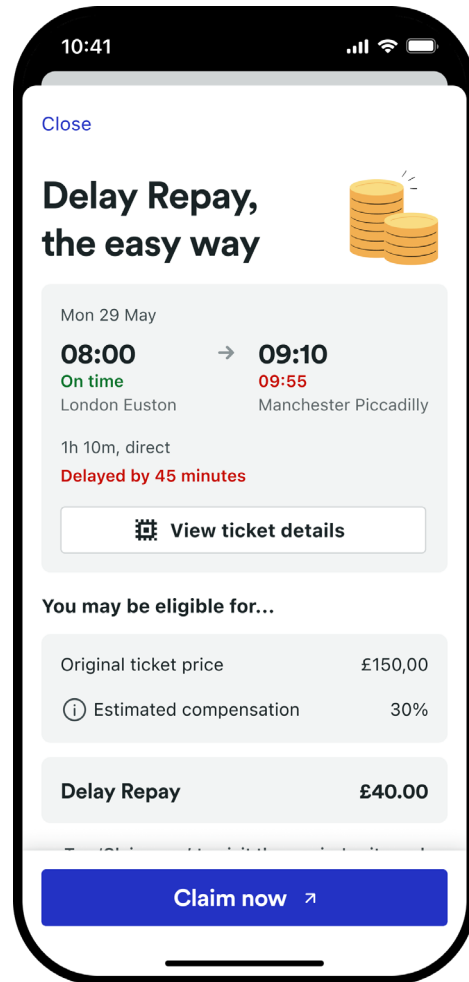 10:41
Close
Delay Repay,
the easy way
Mon 29 May
08:00 → 09:10
On time 09:55
London Euston Manchester Piccadilly
1h 10m, direct
Delayed by 45 minutes
View ticket details
You may be eligible for...
Original ticket price £150,00
Estimated compensation 30%
Delay Repay £40.00
Claim now